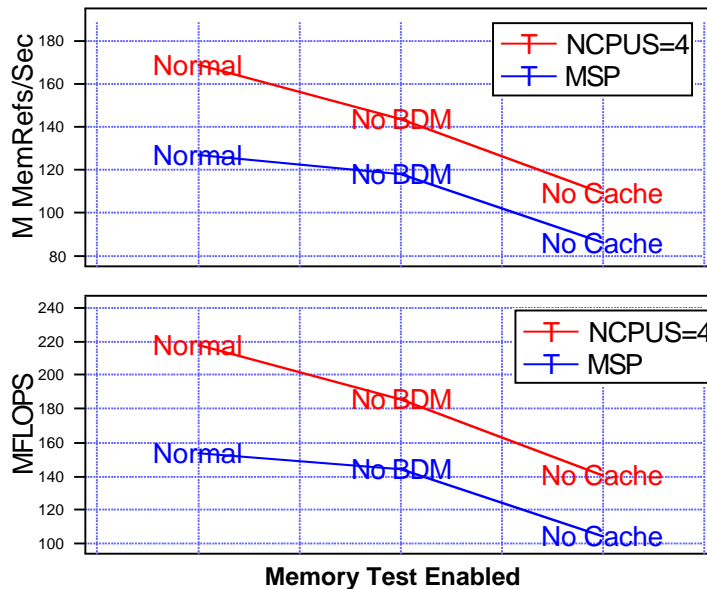 M MemRefs/Sec
180
160
140
120
100
80
T NCPUS=4
T MSP
Normal
No BDM
No Cache
Normal
No BDM
No Cache
MFLOPS
240
220
200
180
160
140
120
100
T NCPUS=4
T MSP
Normal
No BDM
No Cache
Normal
No BDM
No Cache
Memory Test Enabled